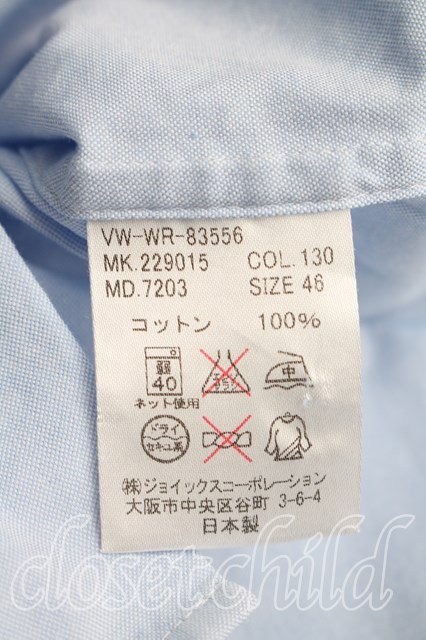 VW-WR-83556
MK.229015 COL.130
MD.7203 SIZE 46
コットン 100%
弱 40 エンソサラシ 中
ネット使用
ドライ セキユ系
㈱ジョイックスコーポレーション
大阪市中央区谷町 3-6-4
日本製
closetchild